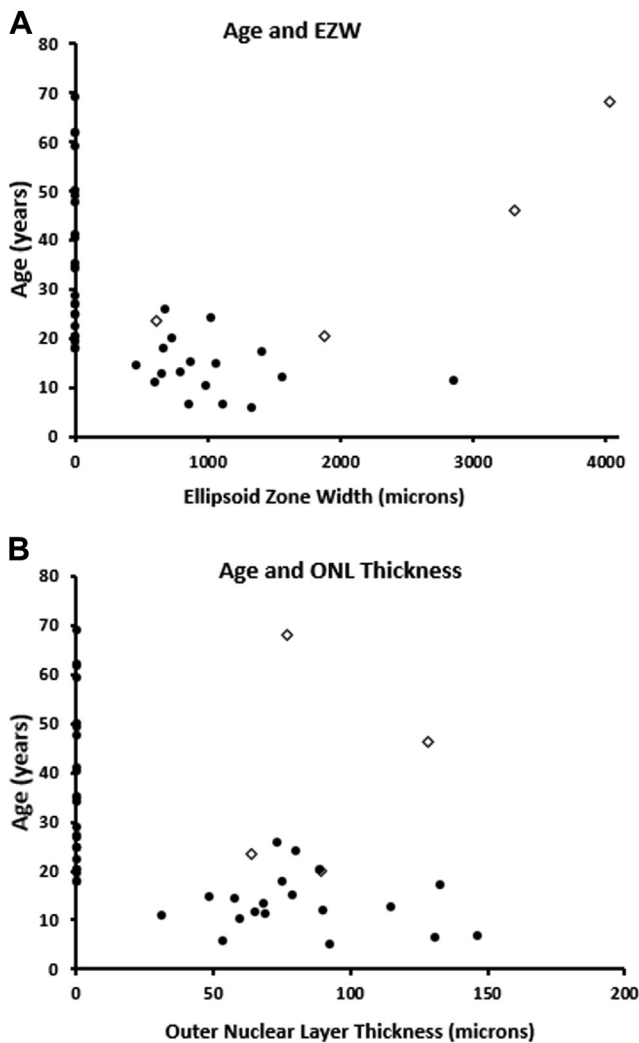 A
Age and EZW
80
70
60
50
40
30
20
10
0
Age (years)
0 1000 2000 3000 4000
Ellipsoid Zone Width (microns)
B
Age and ONL Thickness
80
70
60
50
40
30
20
10
0
Age (years)
0 50 100 150 200
Outer Nuclear Layer Thickness (microns)